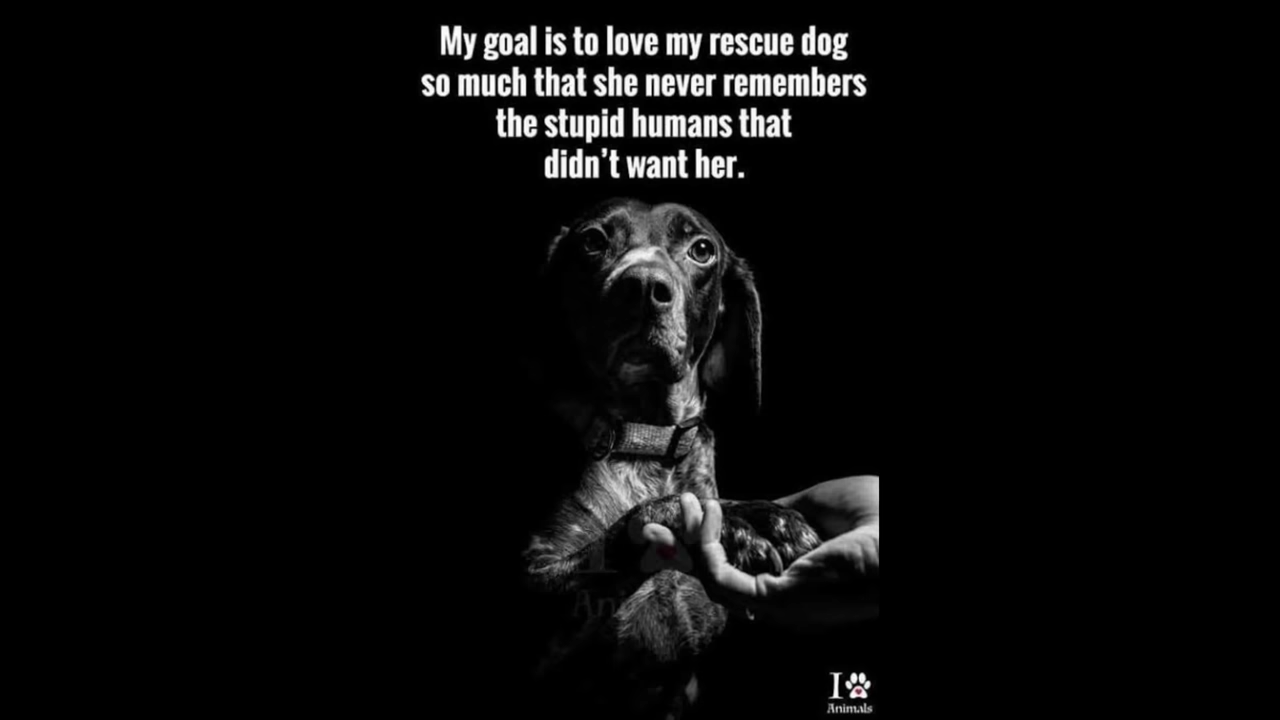 My goal is to love my rescue dog
so much that she never remembers
the stupid humans that
didn't want her.
I
Animals